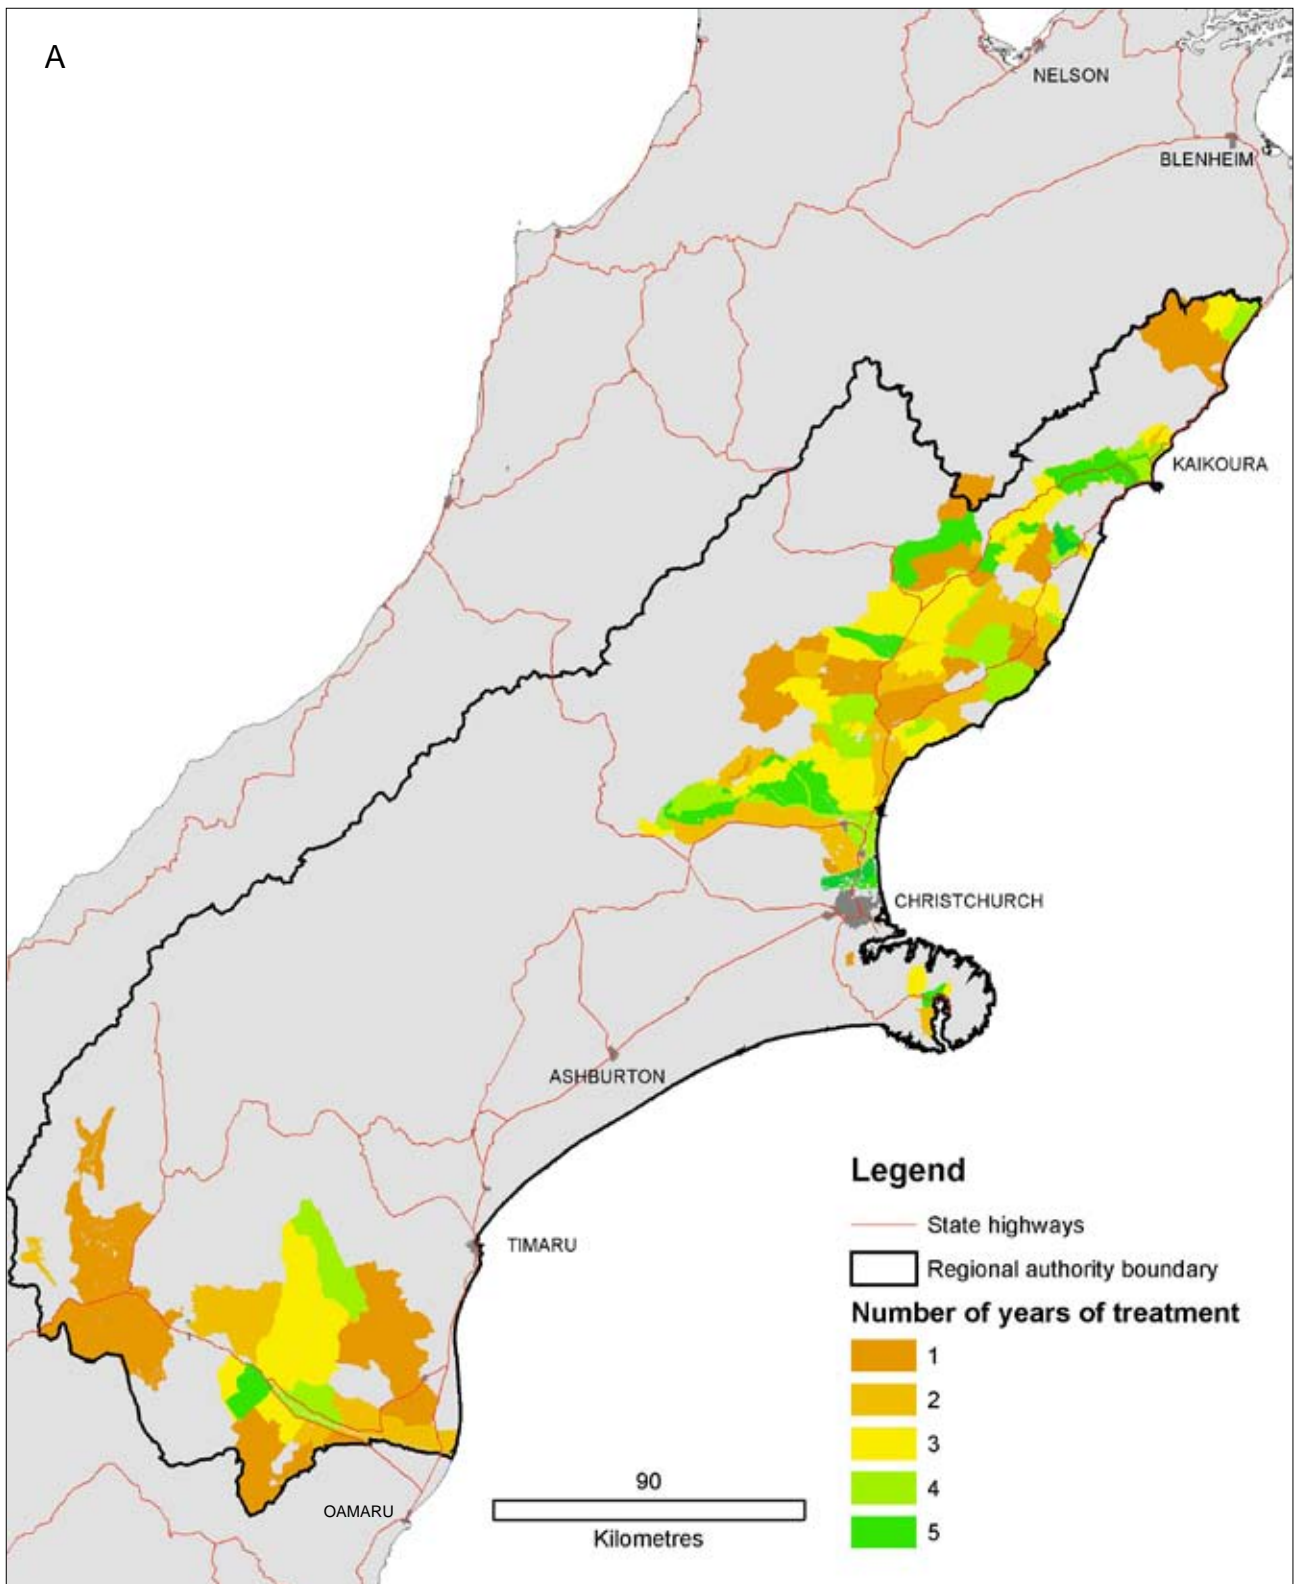 A
NELSON
BLENHEIM
KAIKOURA
CHRISTCHURCH
ASHBURTON
TIMARU
OAMARU
Legend
State highways
Regional authority boundary
Number of years of treatment
1
2
3
4
5
90
Kilometres